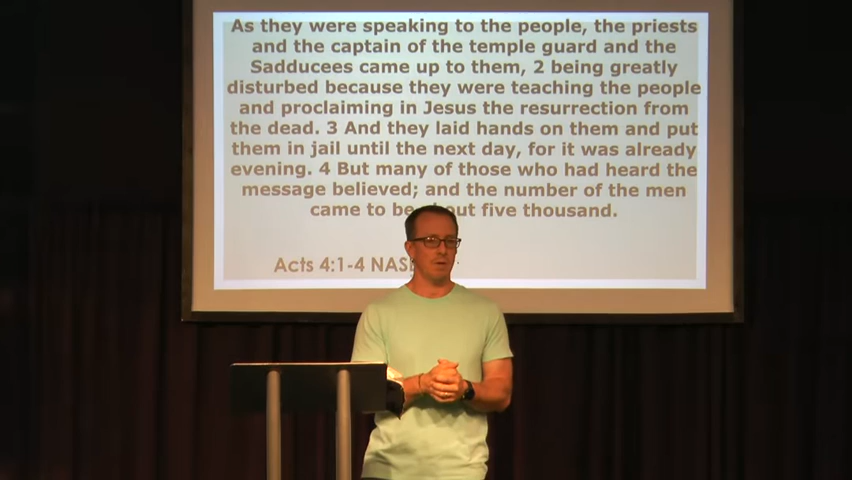 As they were speaking to the people, the priests
and the captain of the temple guard and the
Sadducees came up to them, 2 being greatly
disturbed because they were teaching the people
and proclaiming in Jesus the resurrection from
the dead. 3 And they laid hands on them and put
them in jail until the next day, for it was already
evening. 4 But many of those who had heard the
message believed; and the number of the men
came to be out five thousand.
Acts 4:1-4 NAS